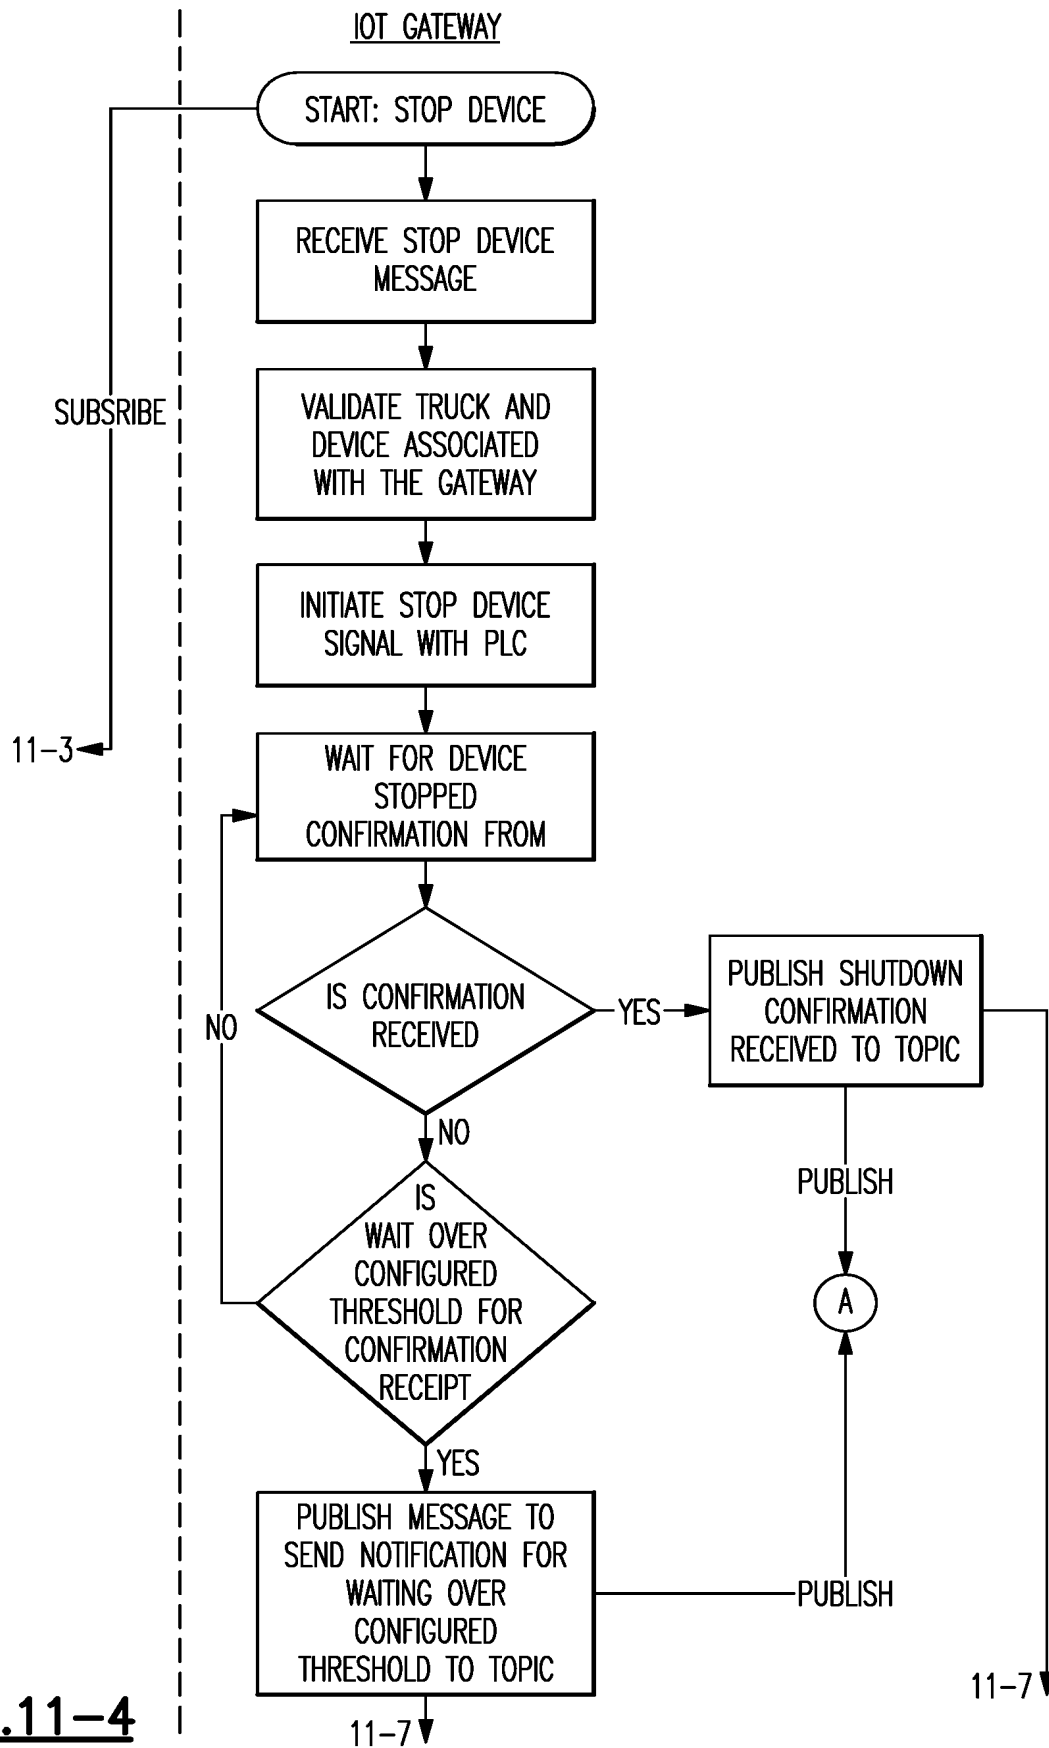 IOT GATEWAY
START: STOP DEVICE
RECEIVE STOP DEVICE
MESSAGE
SUBSRIBE
VALIDATE TRUCK AND
DEVICE ASSOCIATED
WITH THE GATEWAY
INITIATE STOP DEVICE
SIGNAL WITH PLC
11-3
WAIT FOR DEVICE
STOPPED
CONFIRMATION FROM
IS CONFIRMATION
RECEIVED
YES
PUBLISH SHUTDOWN
CONFIRMATION
RECEIVED TO TOPIC
NO
NO
PUBLISH
IS
WAIT OVER
CONFIGURED
THRESHOLD FOR
CONFIRMATION
RECEIPT
A
YES
PUBLISH MESSAGE TO
SEND NOTIFICATION FOR
WAITING OVER
CONFIGURED
THRESHOLD TO TOPIC
PUBLISH
11-7
11-7
.11-4